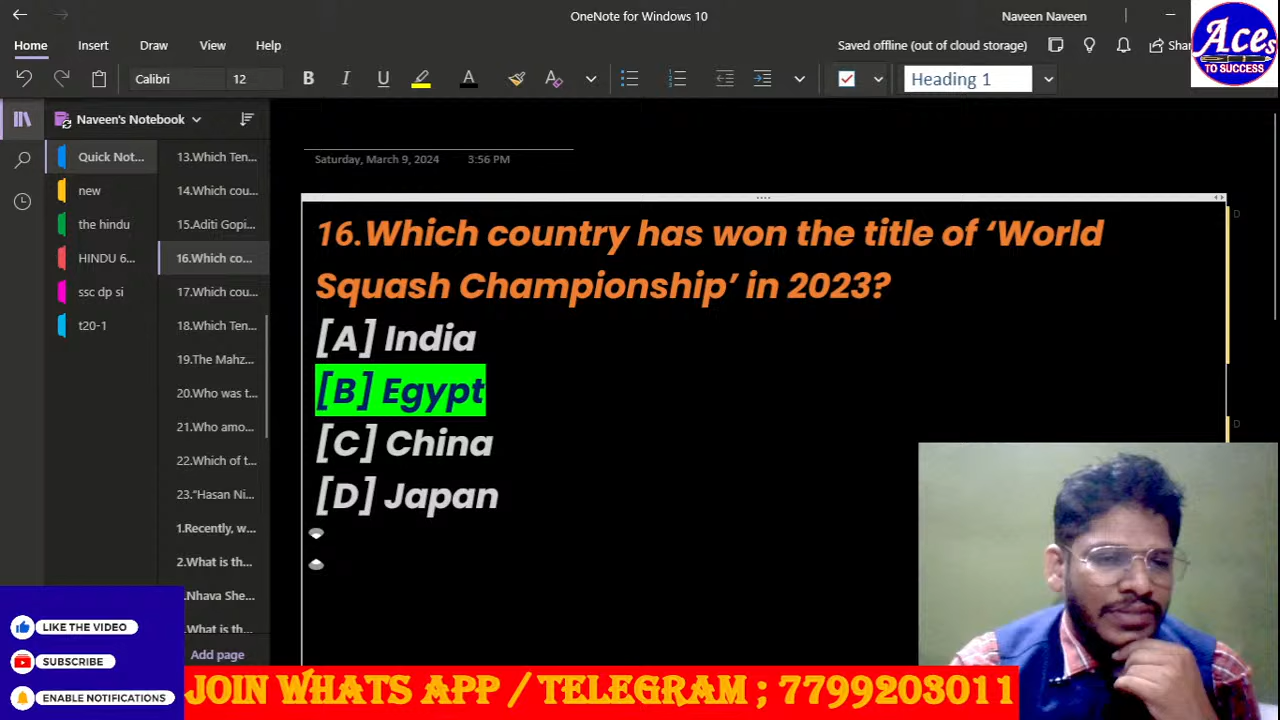 OneNote for Windows 10
Naveen Naveen
Home Insert Draw View Help
Saved offline (out of cloud storage)
Aces
TO SUCCESS
Calibri 12 B I U A Heading 1
Naveen's Notebook
Quick Not...
new
the hindu
HINDU 6...
ssc dp si
t20-1
13.Which Ten...
14.Which cou...
15.Aditi Gopi...
16.Which co...
17.Which cou...
18.Which Ten...
19.The Mahz...
20.Who was t...
21.Who amo...
22.Which of t...
23."Hasan Ni...
1.Recently, w...
2.What is th...
.Nhava She...
Add page
Saturday, March 9, 2024 3:56 PM
16.Which country has won the title of ‘World
Squash Championship’ in 2023?
[A] India
[B] Egypt
[C] China
[D] Japan
LIKE THE VIDEO
SUBSCRIBE
ENABLE NOTIFICATIONS
JOIN WHATS APP / TELEGRAM ; 7799203011